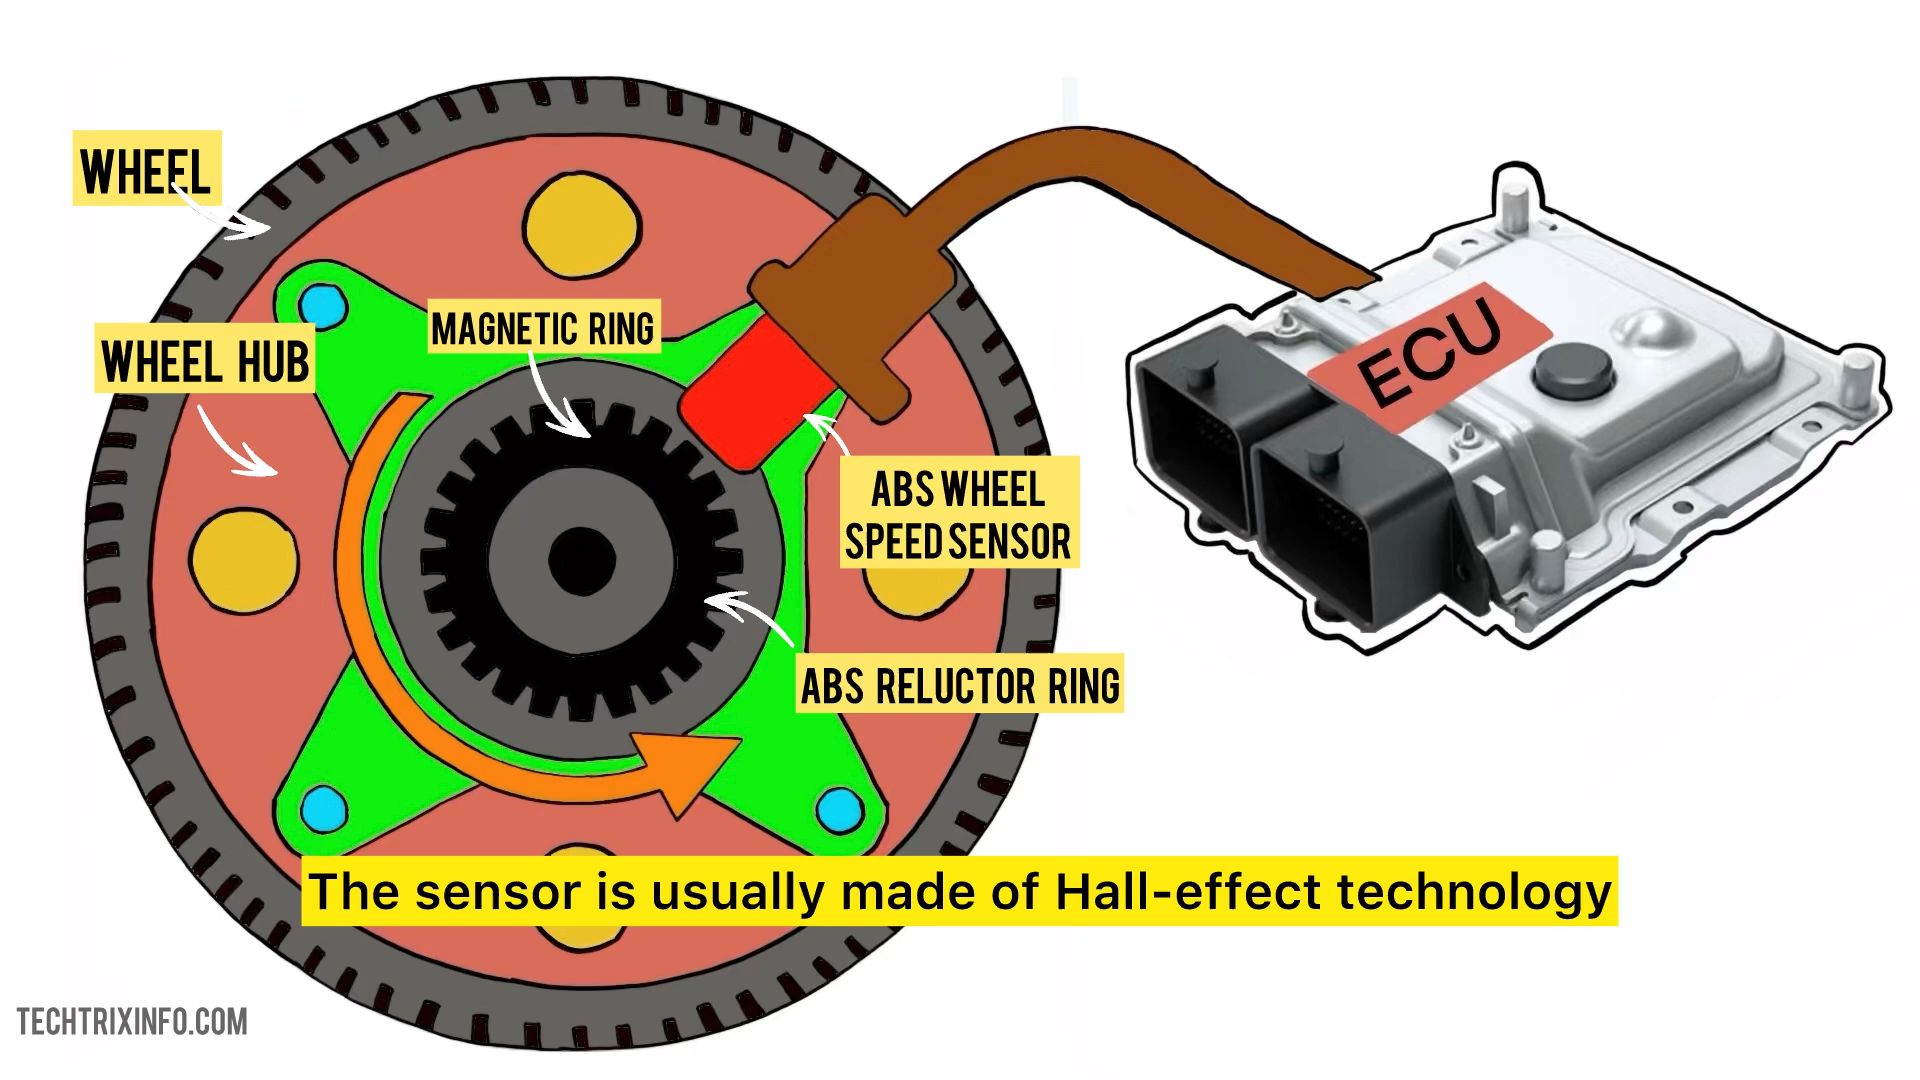 WHEEL
WHEEL HUB
MAGNETIC RING
ECU
ABS WHEEL
SPEED SENSOR
ABS RELUCTOR RING
The sensor is usually made of Hall-effect technology
TECHTRIXINFO.COM